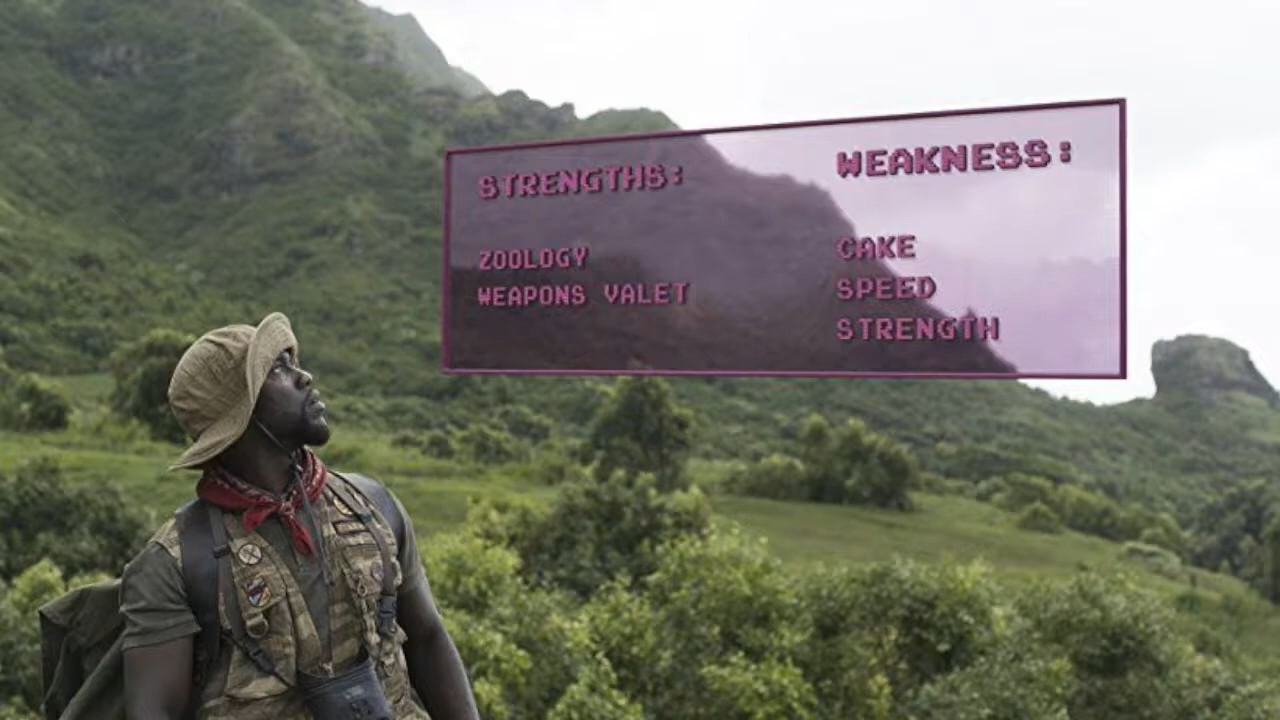 STRENGTHS:
ZOOLOGY
WEAPONS VALET
WEAKNESS:
CAKE
SPEED
STRENGTH